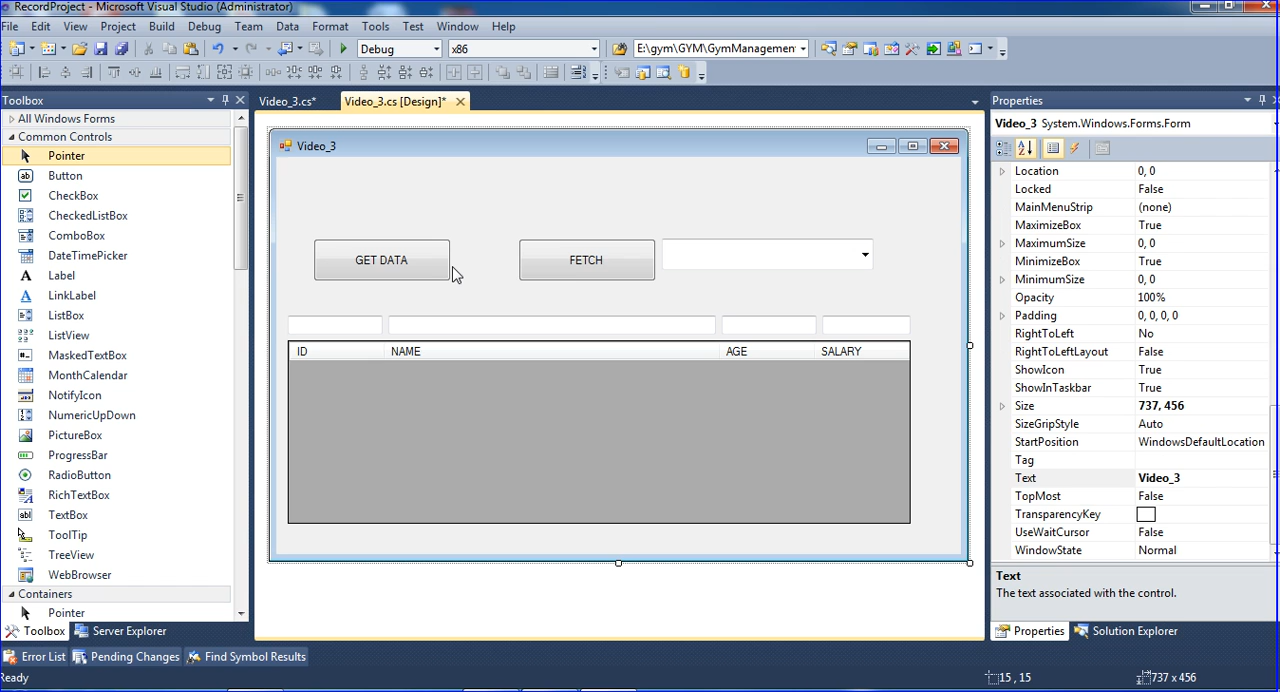 RecordProject - Microsoft Visual Studio (Administrator)
File Edit View Project Build Debug Team Data Format Tools Test Window Help
Debug x86 E:\gym\GYM\GymManagement
Toolbox
All Windows Forms
Common Controls
Pointer
Button
CheckBox
CheckedListBox
ComboBox
DateTimePicker
Label
LinkLabel
ListBox
ListView
MaskedTextBox
MonthCalendar
NotifyIcon
NumericUpDown
PictureBox
ProgressBar
RadioButton
RichTextBox
TextBox
ToolTip
TreeView
WebBrowser
Containers
Pointer
Toolbox Server Explorer
Video_3.cs* Video_3.cs [Design]*
Video_3
GET DATA FETCH
ID NAME AGE SALARY
Properties
Video_3 System.Windows.Forms.Form
Location 0, 0
Locked False
MainMenuStrip (none)
MaximizeBox True
MaximumSize 0, 0
MinimizeBox True
MinimumSize 0, 0
Opacity 100%
Padding 0, 0, 0, 0
RightToLeft No
RightToLeftLayout False
ShowIcon True
ShowInTaskbar True
Size 737, 456
SizeGripStyle Auto
StartPosition WindowsDefaultLocation
Tag
Text Video_3
TopMost False
TransparencyKey
UseWaitCursor False
WindowState Normal
Text
The text associated with the control.
Properties Solution Explorer
Error List Pending Changes Find Symbol Results
Ready 15 , 15 737 x 456